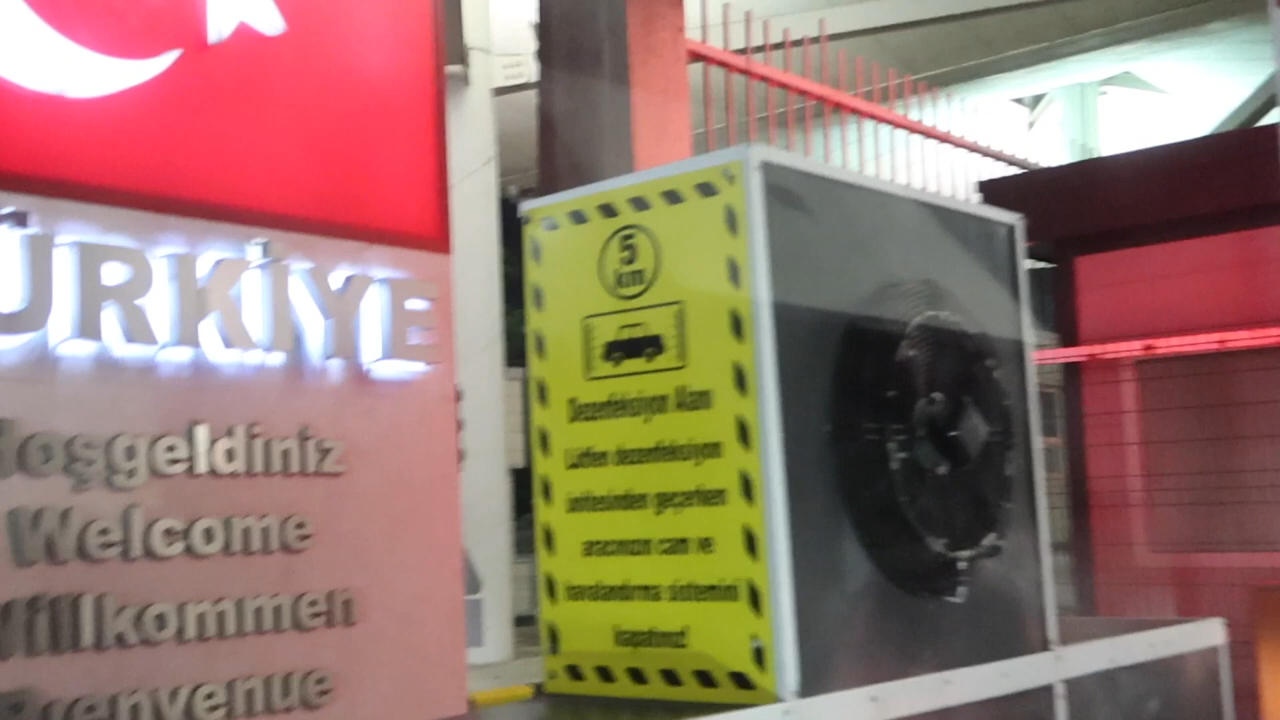 ÜRKİYE
Hoşgeldiniz
Welcome
Willkommen
Bienvenue
5
km
Dezenfeksiyon Alanı
Lütfen dezenfeksiyon
ünitesinden geçerken
aracınızın cam ve
havalandırma sistemini
kapatınız!